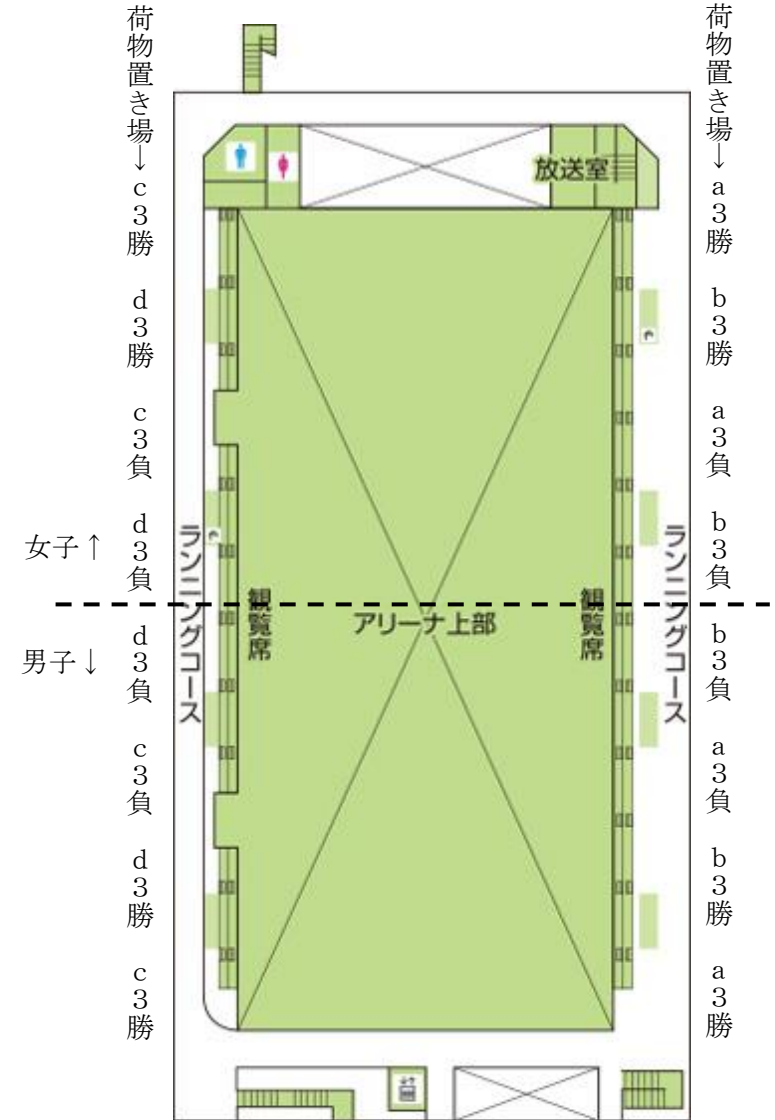 荷物置き場→c3勝
d3勝
c3負
d3負
d3負
c3負
d3勝
c3勝
女子↑
男子↓
ランニングコース
観覧席
アリーナ上部
放送室
観覧席
ランニングコース
荷物置き場→a3勝
b3勝
a3負
b3負
b3負
a3負
b3勝
a3勝